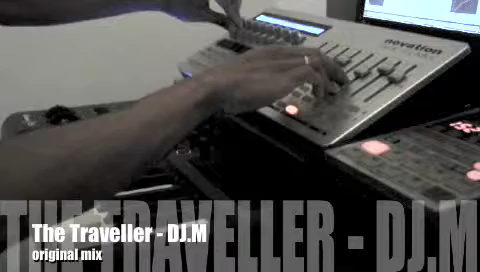 novation
THE TRAVELLER - DJ.M
The Traveller - DJ.M
original mix